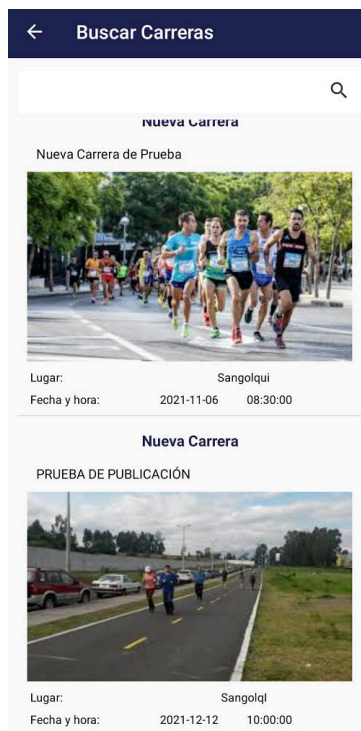 Buscar Carreras
Nueva Carrera
Nueva Carrera de Prueba
Lugar: Sangolqui
Fecha y hora: 2021-11-06 08:30:00
Nueva Carrera
PRUEBA DE PUBLICACIÓN
Lugar: Sangolql
Fecha y hora: 2021-12-12 10:00:00